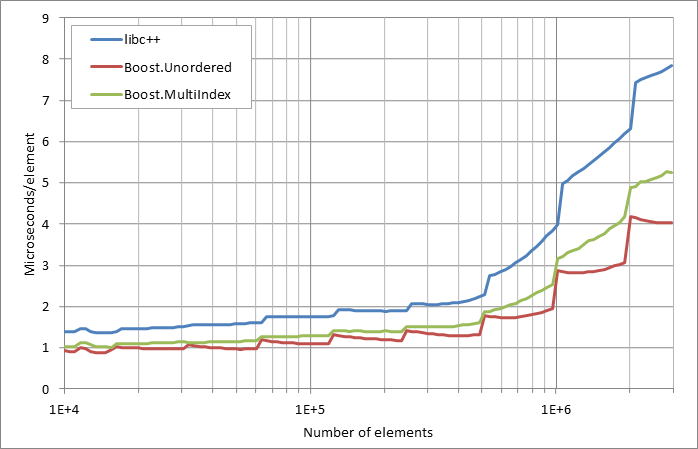 9
8
7
6
5
4
3
2
1
0
Microseconds/element
libc++
Boost.Unordered
Boost.MultiIndex
1E+4
1E+5
1E+6
Number of elements